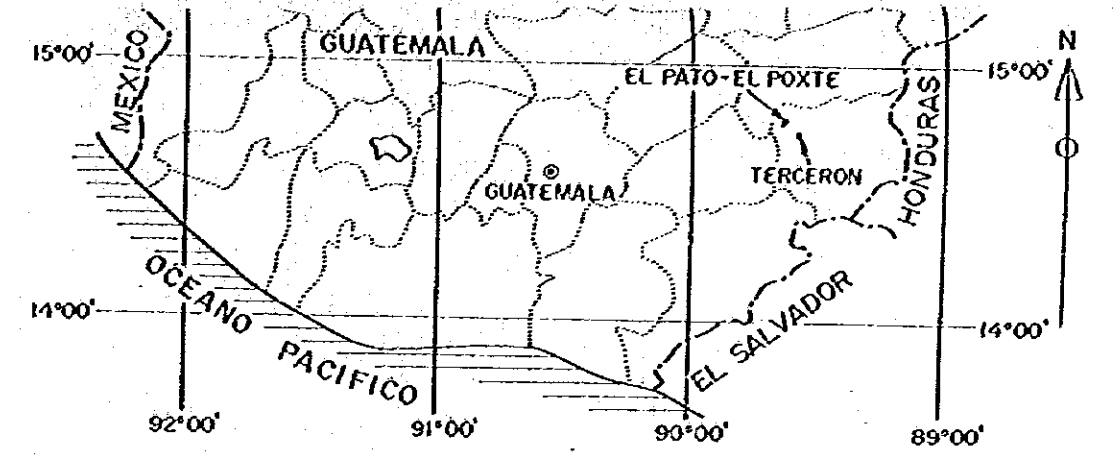 N
15°00'
MEXICO
GUATEMALA
15°00'
EL PATO-EL POXTE
HONDURAS
TERCERON
GUATEMALA
OCEANO PACIFICO
14°00'
EL SALVADOR
14°00'
92°00'
91°00'
90°00'
89°00'